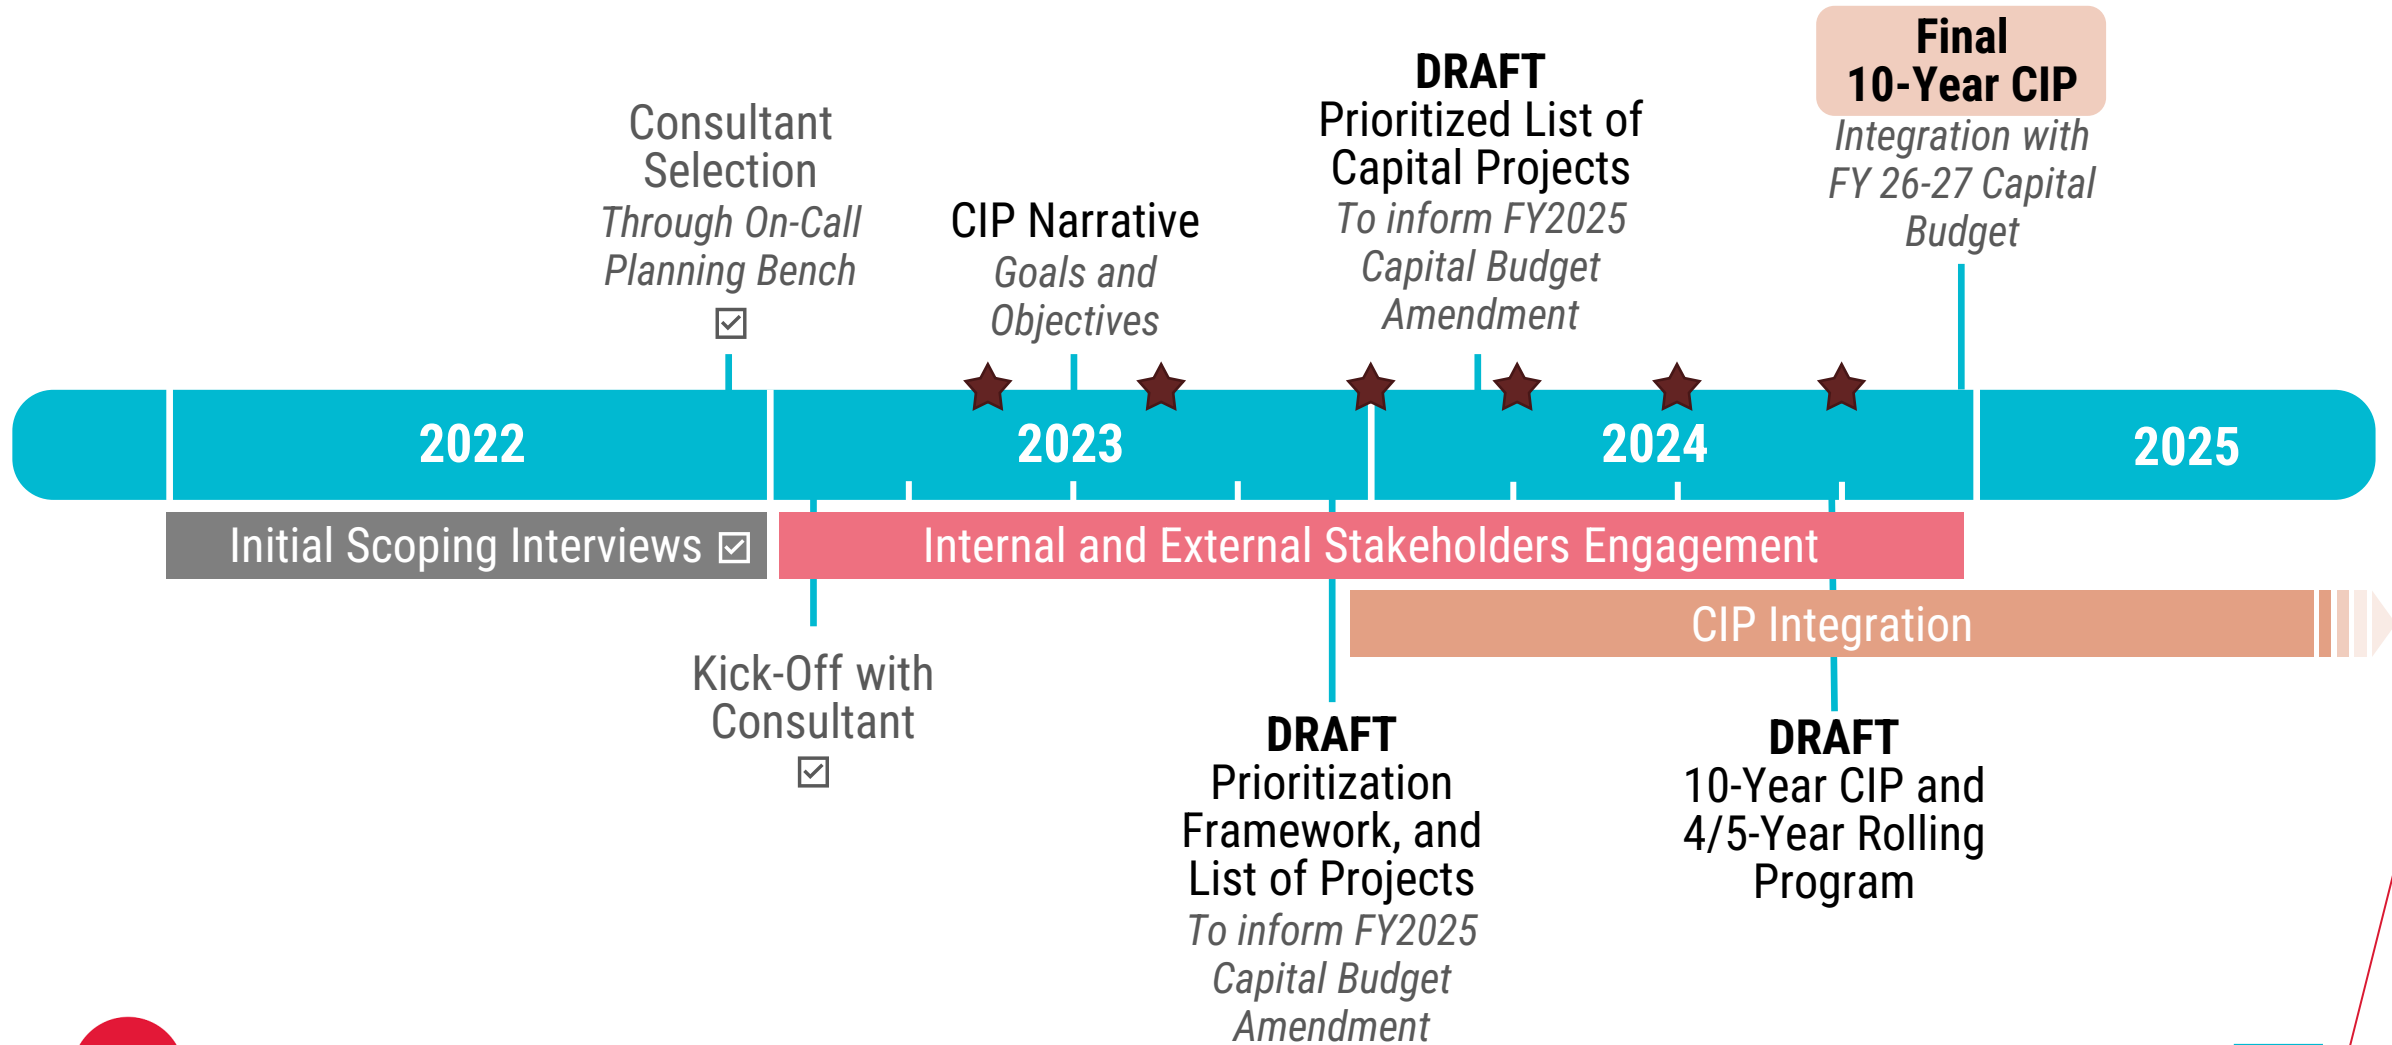 Consultant
Selection
Through On-Call
Planning Bench
CIP Narrative
Goals and
Objectives
DRAFT
Prioritized List of
Capital Projects
To inform FY2025
Capital Budget
Amendment
Final
10-Year CIP
Integration with
FY 26-27 Capital
Budget
2022
2023
2024
2025
Initial Scoping Interviews
Internal and External Stakeholders Engagement
CIP Integration
Kick-Off with
Consultant
DRAFT
Prioritization
Framework, and
List of Projects
To inform FY2025
Capital Budget
Amendment
DRAFT
10-Year CIP and
4/5-Year Rolling
Program